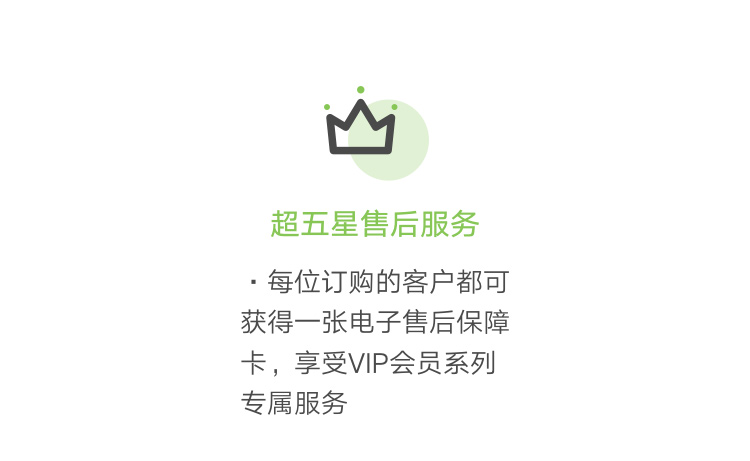 超五星售后服务
·每位订购的客户都可
获得一张电子售后保障
卡，享受VIP会员系列
专属服务